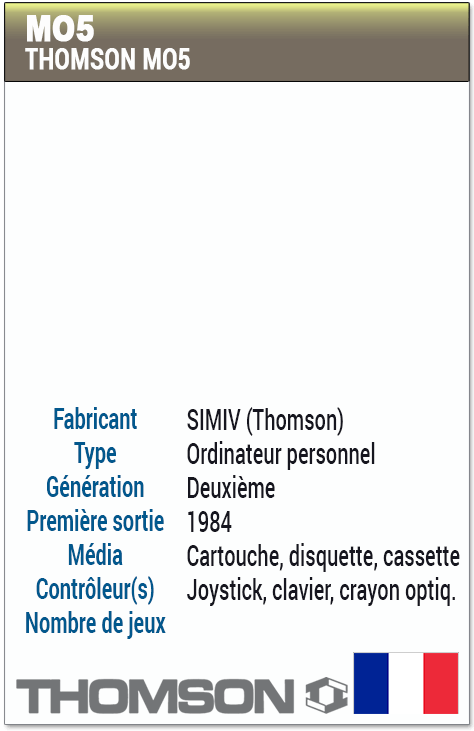 MO5
THOMSON MO5
Fabricant SIMIV (Thomson)
Type Ordinateur personnel
Génération Deuxième
Première sortie 1984
Média Cartouche, disquette, cassette
Contrôleur(s) Joystick, clavier, crayon optiq.
Nombre de jeux
THOMSON